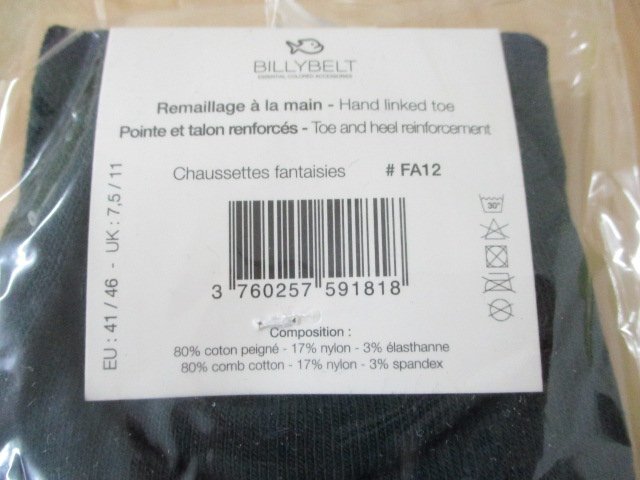 BILLYBELT
ESSENTIAL COLORED ACCESSORIES
Remaillage à la main - Hand linked toe
Pointe et talon renforcés - Toe and heel reinforcement
Chaussettes fantaisies # FA12
EU : 41 / 46 - UK : 7,5 / 11
30°
3 760257 591818
Composition :
80% coton peigné - 17% nylon - 3% élasthanne
80% comb cotton - 17% nylon - 3% spandex